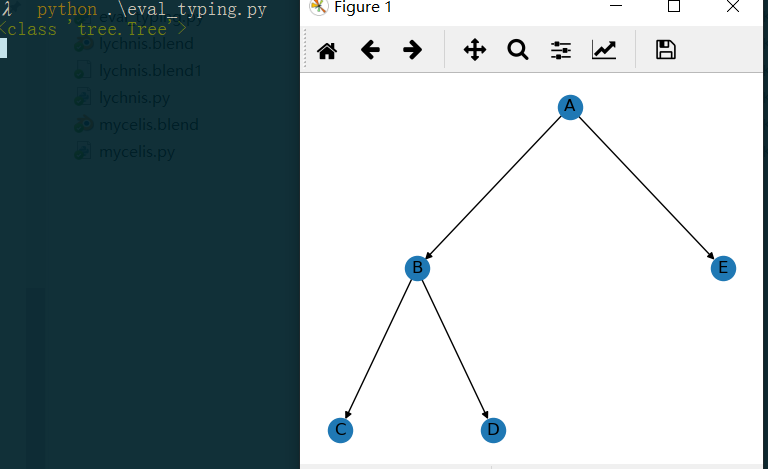 λ python .\eval_typing.py
<class 'tree.Tree'>
lychnis.blend
lychnis.blend1
lychnis.py
mycelis.blend
mycelis.py
Figure 1
A
B
E
C
D